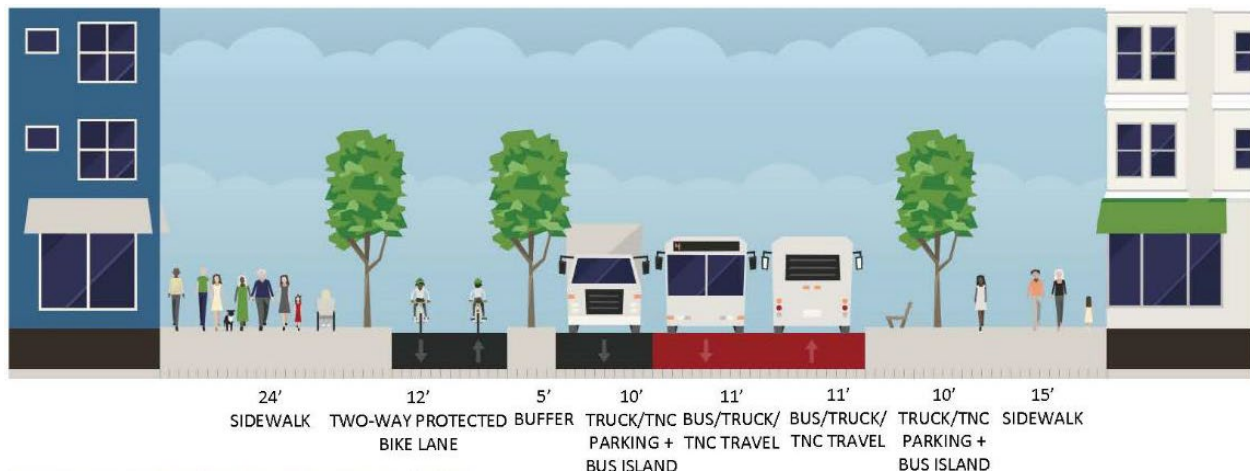 4
24’
SIDEWALK
12’
TWO-WAY PROTECTED
BIKE LANE
5’
BUFFER
10’
TRUCK/TNC
PARKING +
BUS ISLAND
11’
BUS/TRUCK/
TNC TRAVEL
11’
BUS/TRUCK/
TNC TRAVEL
10’
TRUCK/TNC
PARKING +
BUS ISLAND
15’
SIDEWALK